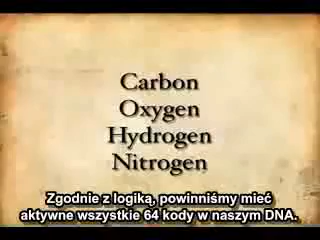 Carbon
Oxygen
Hydrogen
Nitrogen
Zgodnie z logiką, powinniśmy mieć
aktywne wszystkie 64 kody w naszym DNA.